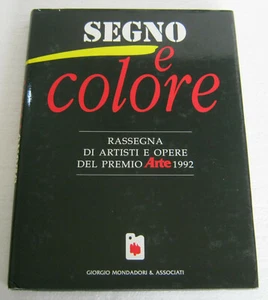 SEGNO
e
colore
RASSEGNA
DI ARTISTI E OPERE
DEL PREMIO Arte 1992
GIORGIO MONDADORI & ASSOCIATI